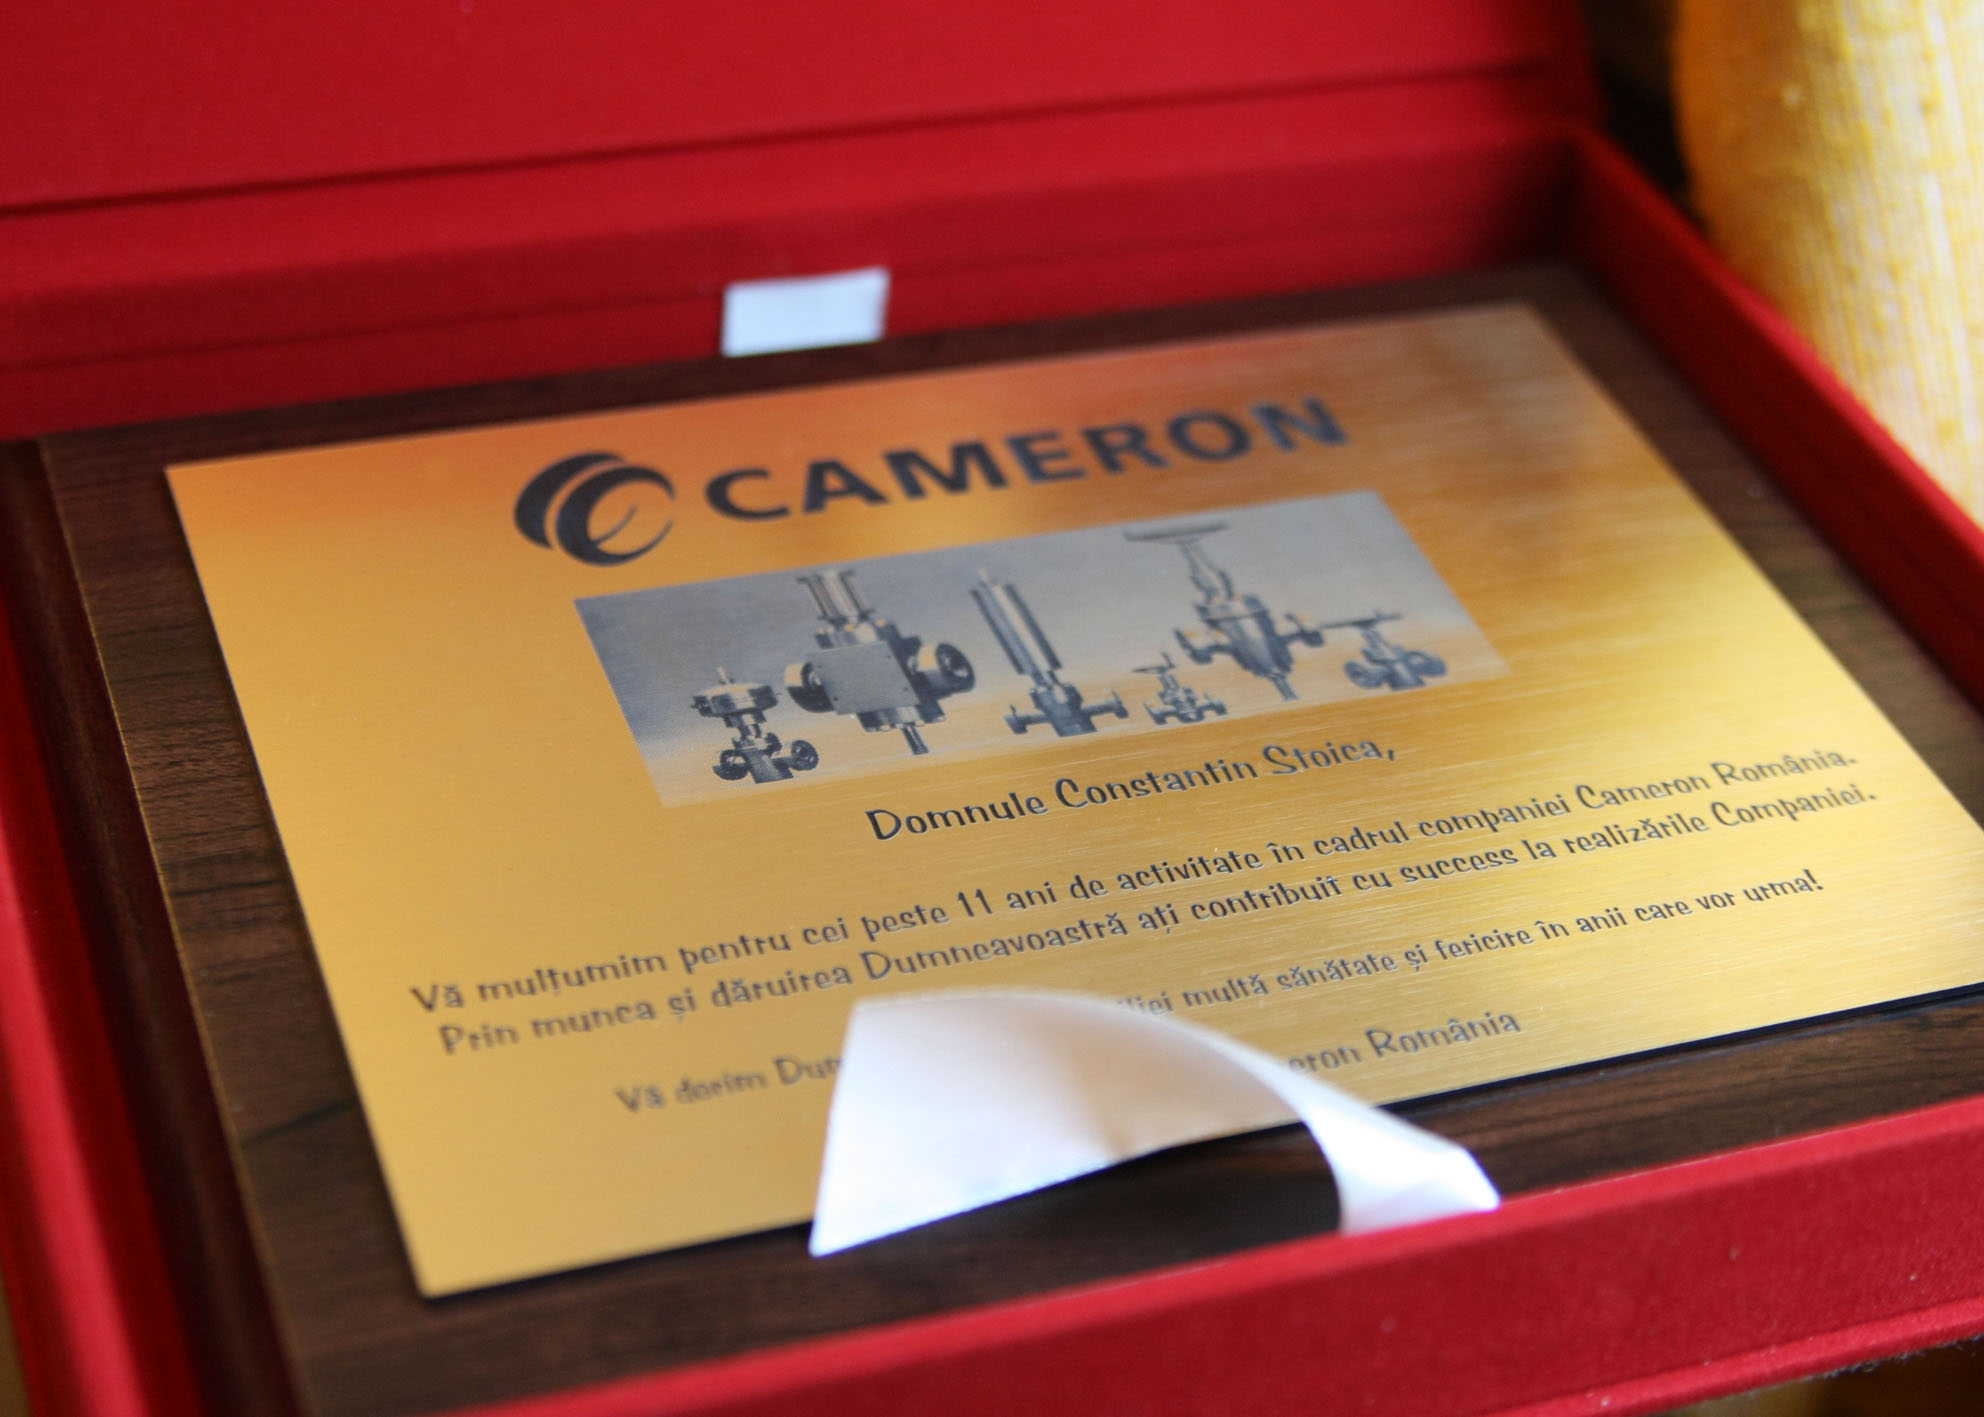 CAMERON
Domnule Constantin Stoica,
Vă mulțumim pentru cei peste 11 ani de activitate în cadrul companiei Cameron România.
Prin munca și dăruirea Dumneavoastră ați contribuit cu success la realizările Companiei.
Vă dorim multă sănătate și fericire în anii care vor urma!
România